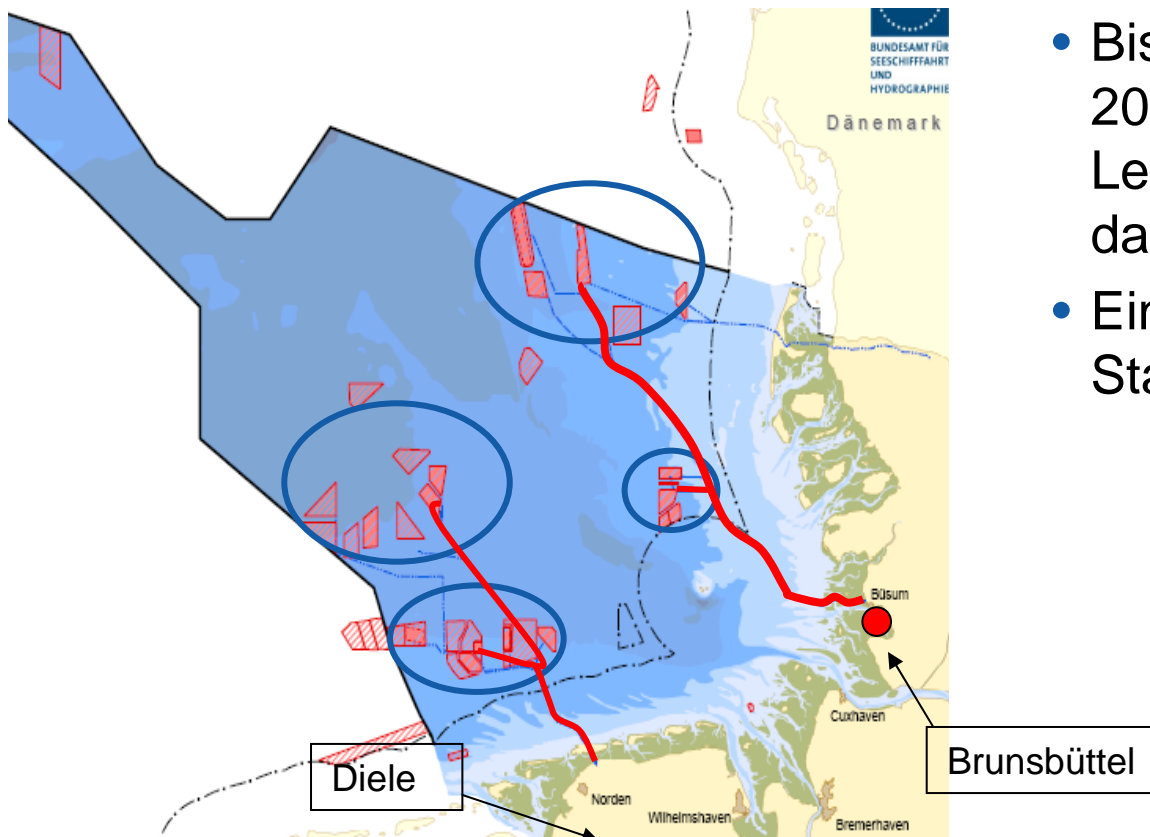 BUNDESAMT FÜR
SEESCHIFFFAHRT
UND
HYDROGRAPHIE
Dänemark
Büsum
Cuxhaven
Brunsbüttel
Diele
Norden
Wilhelmshaven
Bremerhaven
• Bis
20
Le
da
• Ein
Sta